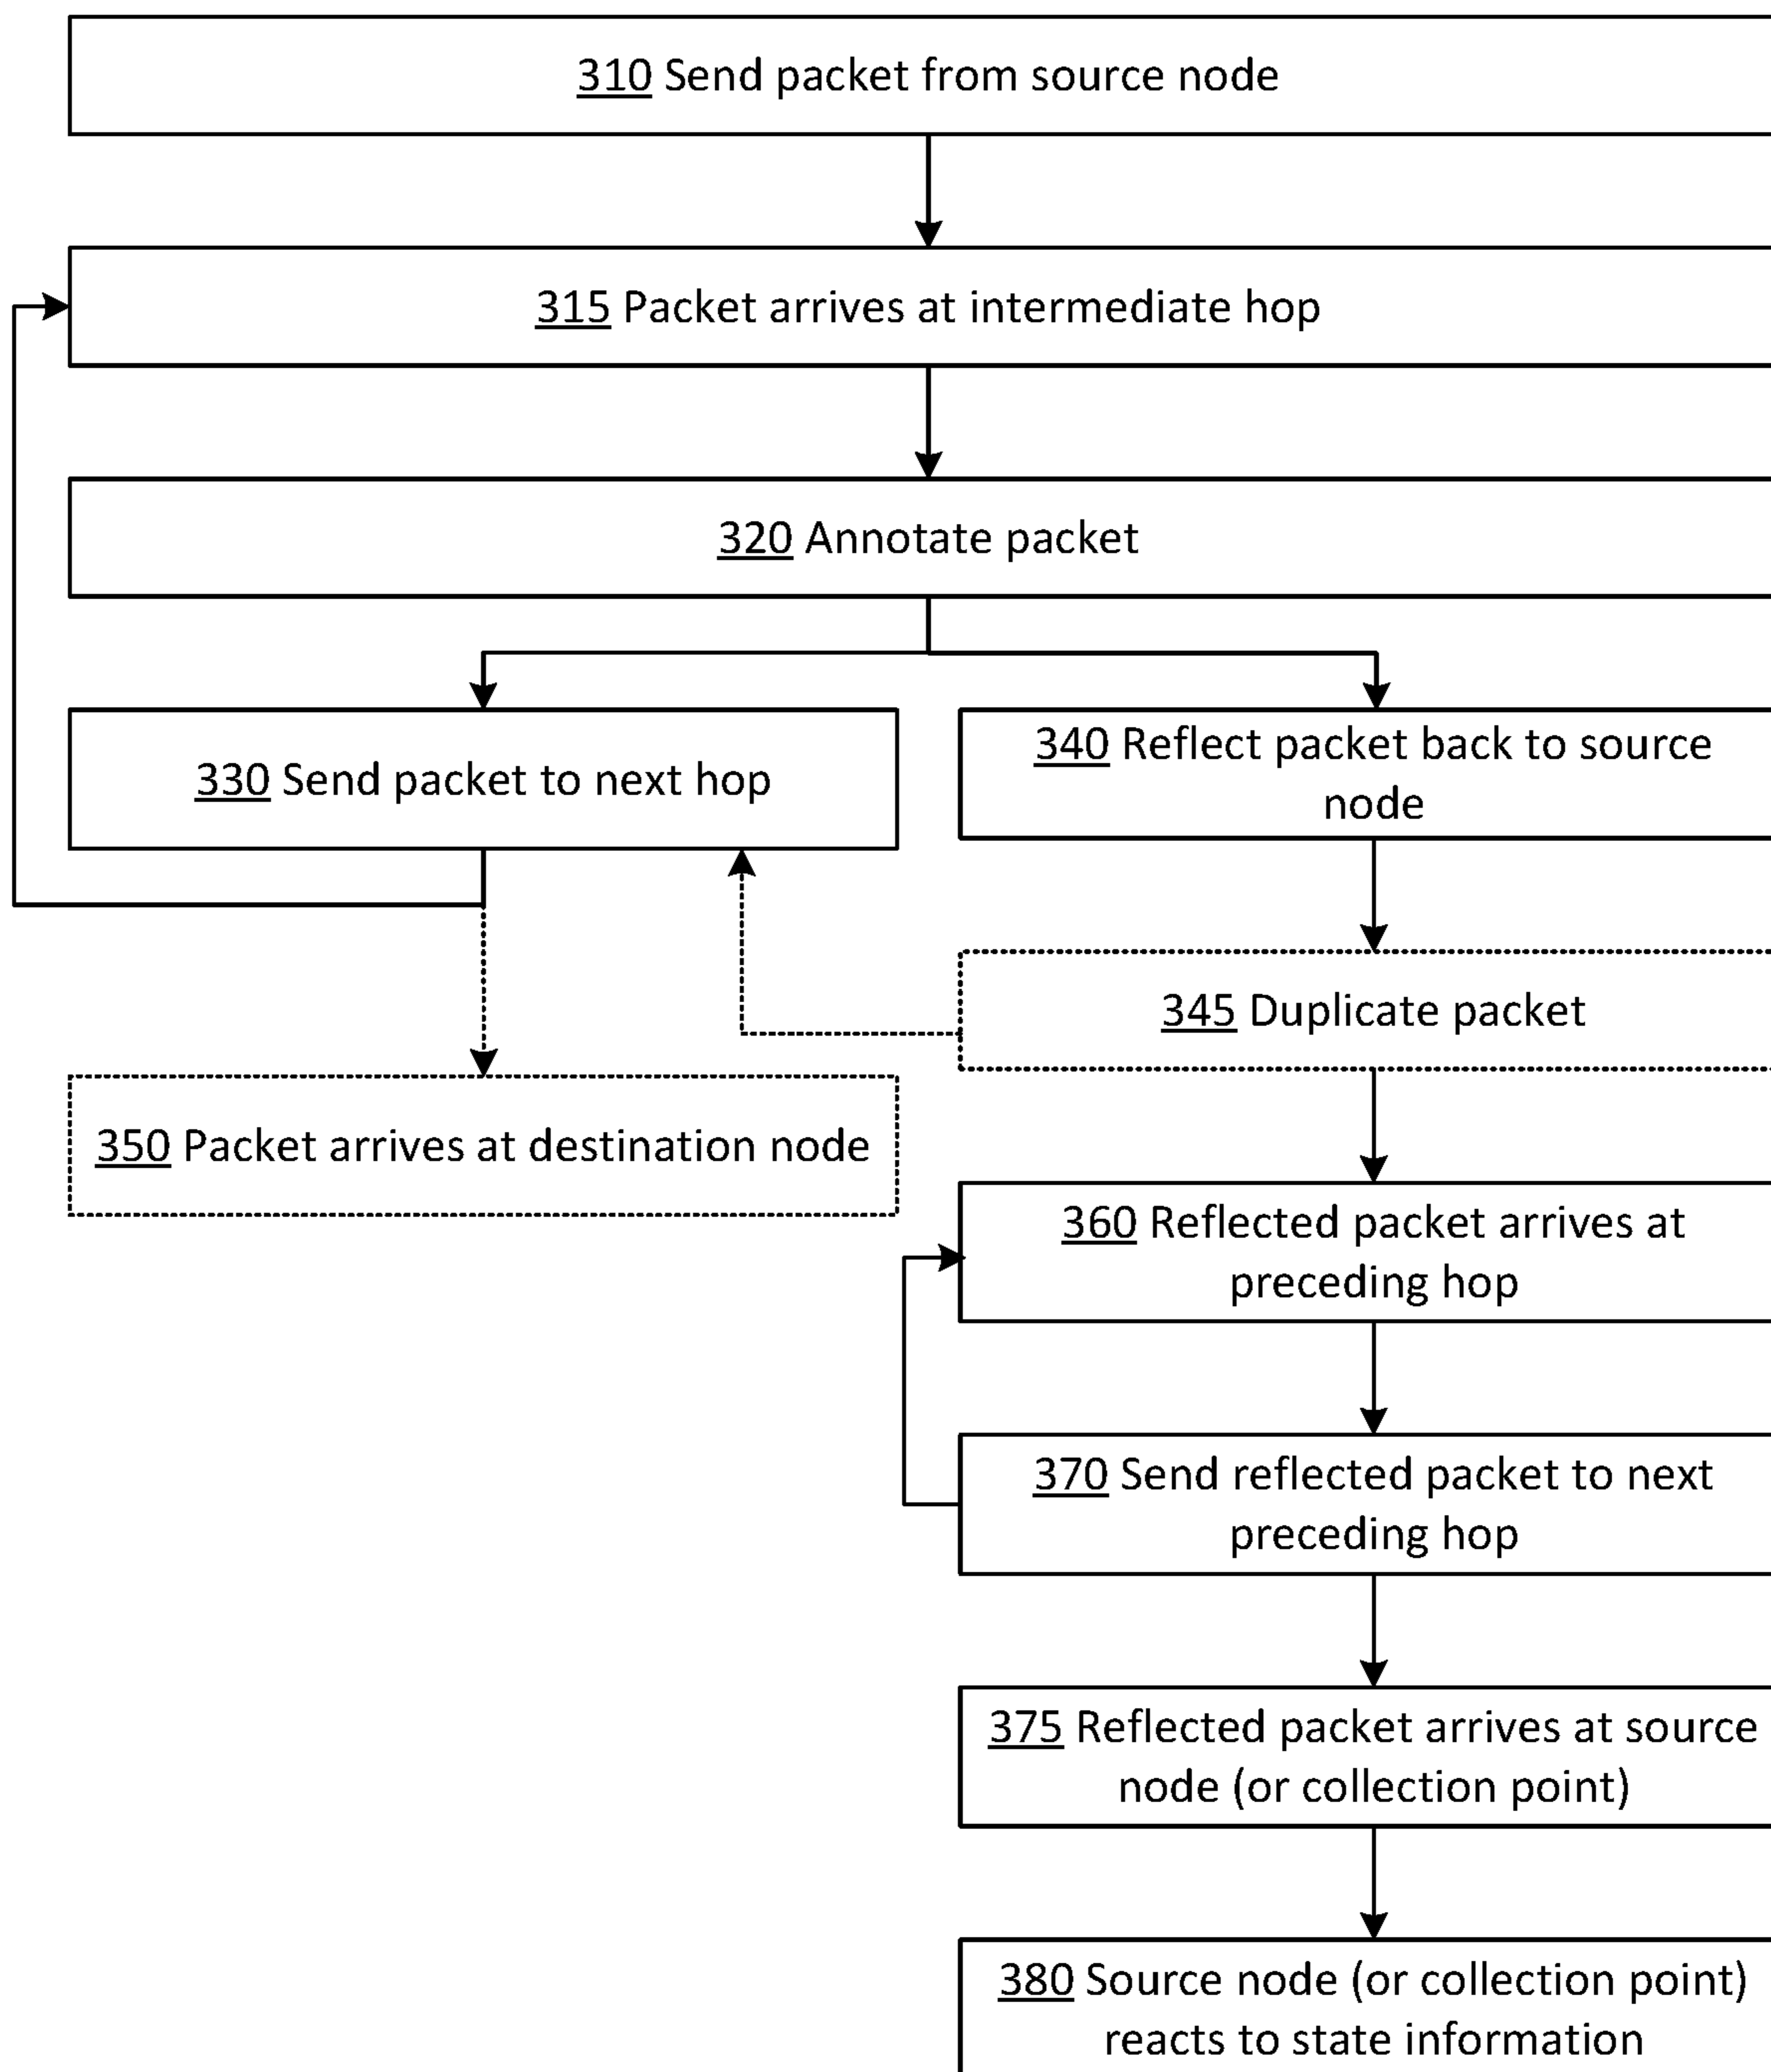 310 Send packet from source node
315 Packet arrives at intermediate hop
320 Annotate packet
330 Send packet to next hop
340 Reflect packet back to source
node
345 Duplicate packet
350 Packet arrives at destination node
360 Reflected packet arrives at
preceding hop
370 Send reflected packet to next
preceding hop
375 Reflected packet arrives at source
node (or collection point)
380 Source node (or collection point)
reacts to state information